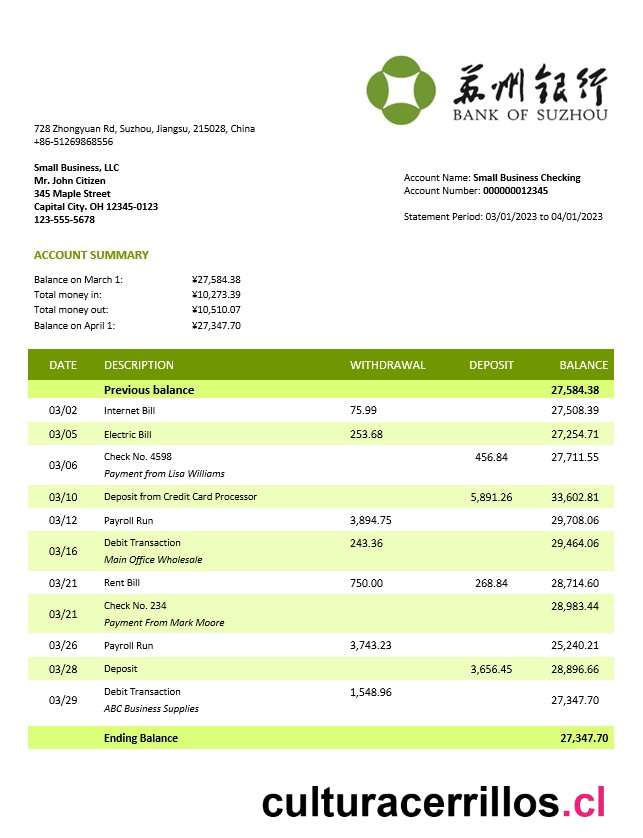 苏州银行
BANK OF SUZHOU
728 Zhongyuan Rd, Suzhou, Jiangsu, 215028, China
+86-51269868556
Small Business, LLC
Mr. John Citizen
345 Maple Street
Capital City. OH 12345-0123
123-555-5678
Account Name: Small Business Checking
Account Number: 000000012345
Statement Period: 03/01/2023 to 04/01/2023
ACCOUNT SUMMARY
Balance on March 1: ¥27,584.38
Total money in: ¥10,273.39
Total money out: ¥10,510.07
Balance on April 1: ¥27,347.70
DATE DESCRIPTION WITHDRAWAL DEPOSIT BALANCE
Previous balance 27,584.38
03/02 Internet Bill 75.99 27,508.39
03/05 Electric Bill 253.68 27,254.71
03/06 Check No. 4598 456.84 27,711.55
Payment from Lisa Williams
03/10 Deposit from Credit Card Processor 5,891.26 33,602.81
03/12 Payroll Run 3,894.75 29,708.06
03/16 Debit Transaction 243.36 29,464.06
Main Office Wholesale
03/21 Rent Bill 750.00 268.84 28,714.60
03/21 Check No. 234 28,983.44
Payment From Mark Moore
03/26 Payroll Run 3,743.23 25,240.21
03/28 Deposit 3,656.45 28,896.66
03/29 Debit Transaction 1,548.96 27,347.70
ABC Business Supplies
Ending Balance 27,347.70
culturacerrillos.cl